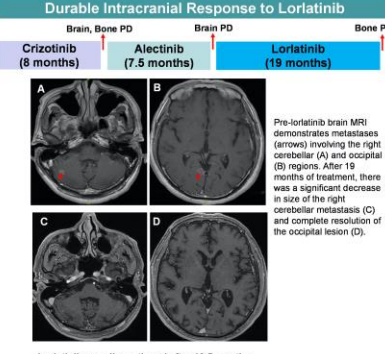 Durable Intracranial Response to Lorlatinib
Brain, Bone PD
Brain PD
Bone P
Crizotinib
(8 months)
Alectinib
(7.5 months)
Lorlatinib
(19 months)
A
B
Pre-lorlatinib brain MRI
demonstrates metastases
(arrows) involving the right
cerebellar (A) and occipital
(B) regions. After 19
months of treatment, there
was a significant decrease
in size of the right
cerebellar metastasis (C)
and complete resolution of
the occipital lesion (D).
C
D